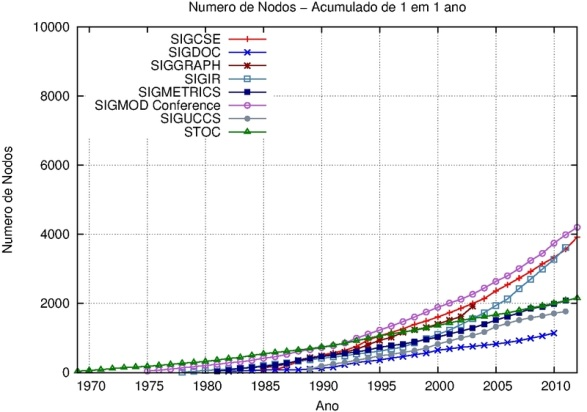 Numero de Nodos – Acumulado de 1 em 1 ano
10000
8000
6000
4000
2000
0
Numero de Nodos
SIGCSE
SIGDOC
SIGGRAPH
SIGIR
SIGMETRICS
SIGMOD Conference
SIGUCCS
STOC
1970 1975 1980 1985 1990 1995 2000 2005 2010
Ano